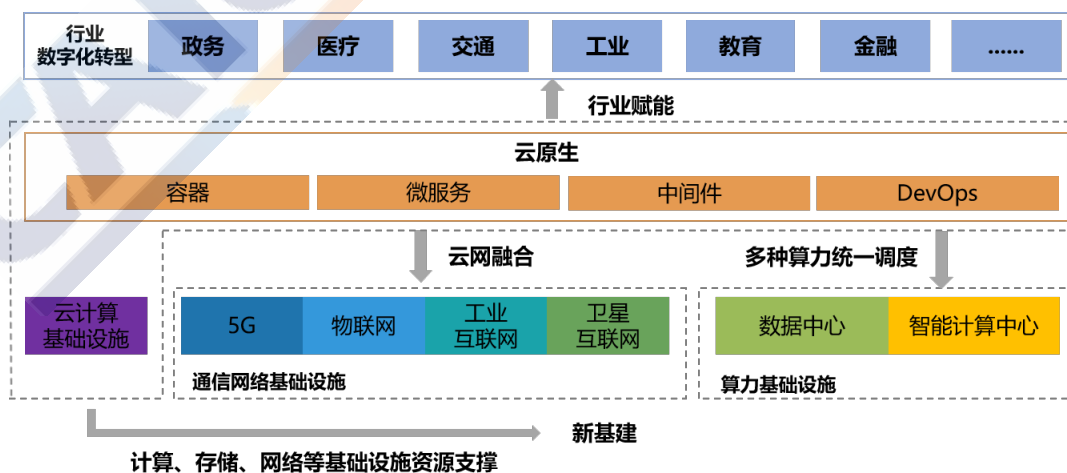 行业
数字化转型
政务
医疗
交通
工业
教育
金融
......
行业赋能
云原生
容器
微服务
中间件
DevOps
云网融合
多种算力统一调度
云计算
基础设施
5G
物联网
工业
互联网
卫星
互联网
数据中心
智能计算中心
通信网络基础设施
算力基础设施
新基建
计算、存储、网络等基础设施资源支撑